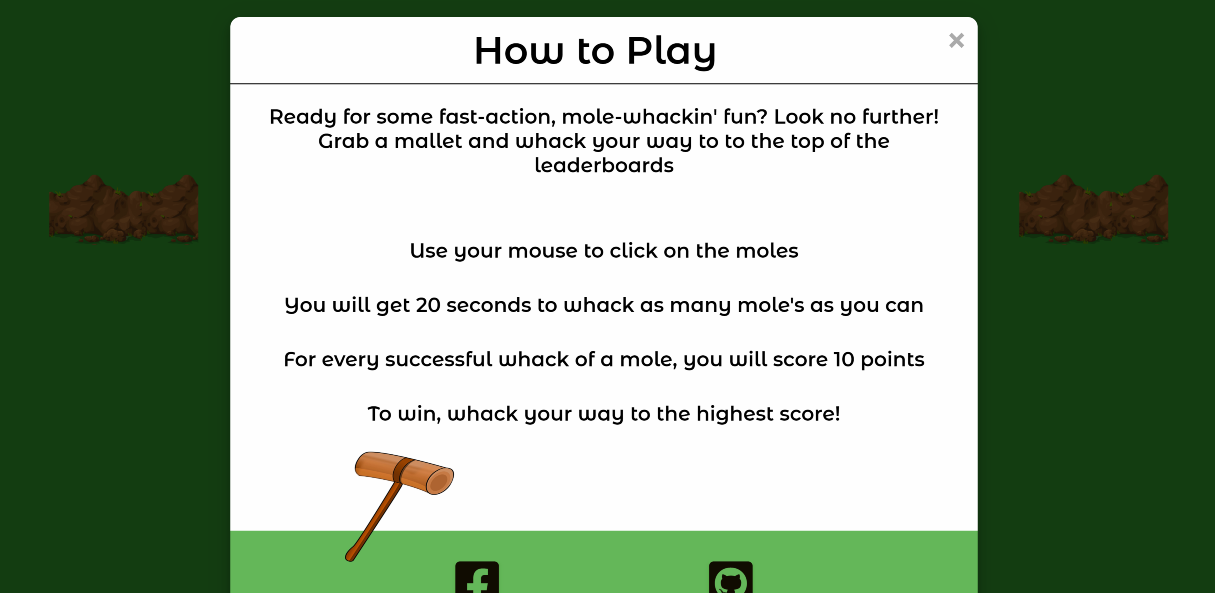 How to Play
×
Ready for some fast-action, mole-whackin' fun? Look no further!
Grab a mallet and whack your way to to the top of the
leaderboards
Use your mouse to click on the moles
You will get 20 seconds to whack as many mole's as you can
For every successful whack of a mole, you will score 10 points
To win, whack your way to the highest score!